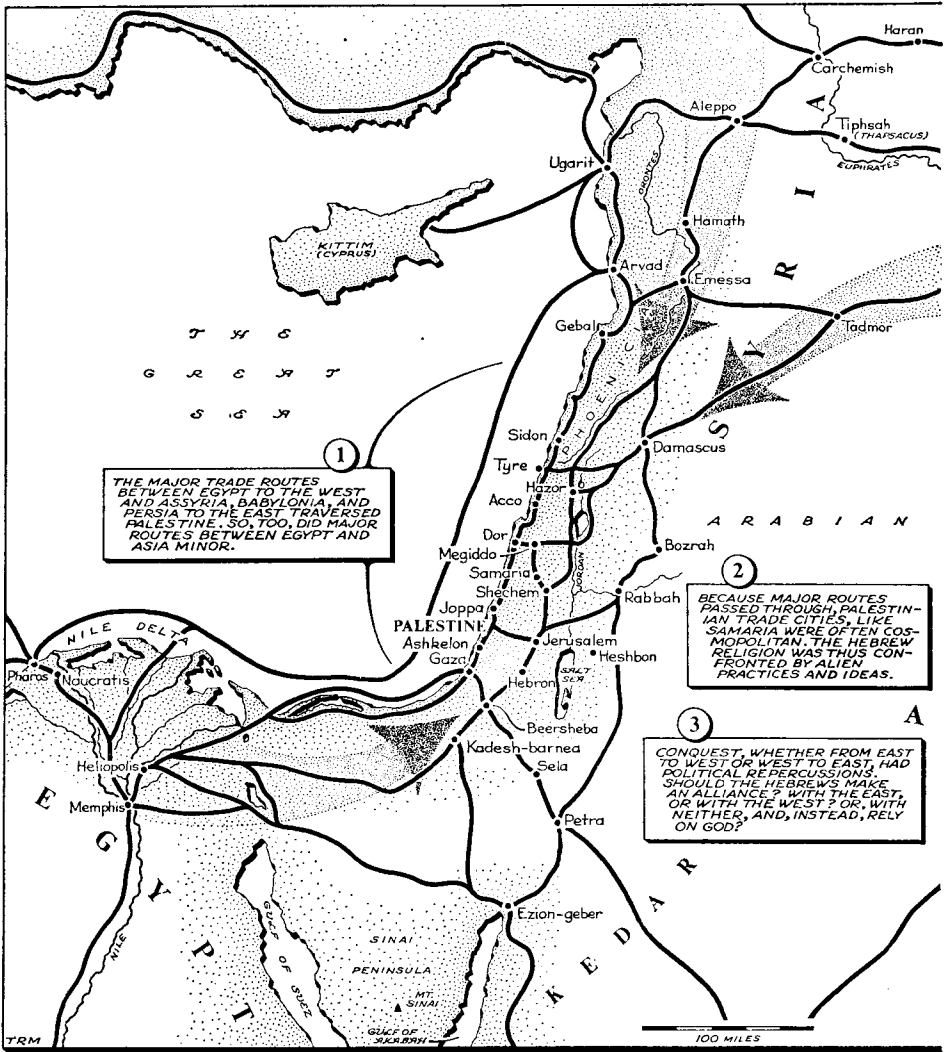 Haran
Carchemish
Aleppo
Tiphsah
(THAPSACUS)
EUPHRATES
Ugarit
ORONTES
SYRIA
Hamath
KITTIM
(CYPRUS)
Arvad
Emessa
Tadmor
Gebal
PHOENICIA
THE
GREAT
SEA
Sidon
Damascus
Tyre
Hazor
Acco
1
THE MAJOR TRADE ROUTES
BETWEEN EGYPT TO THE WEST
AND ASSYRIA, BABYLONIA, AND
PERSIA TO THE EAST TRAVERSED
PALESTINE. SO, TOO, DID MAJOR
ROUTES BETWEEN EGYPT AND
ASIA MINOR.
ARABIAN
Dor
Megiddo
Bozrah
JORDAN
Samaria
Shechem
Rabbah
Joppa
PALESTINE
Jerusalem
Ashkelon
Heshbon
Gaza
SALT
SEA
Hebron
2
BECAUSE MAJOR ROUTES
PASSED THROUGH, PALESTIN-
IAN TRADE CITIES, LIKE
SAMARIA WERE OFTEN COS-
MOPOLITAN. THE HEBREW
RELIGION WAS THUS CON-
FRONTED BY ALIEN
PRACTICES AND IDEAS.
NILE DELTA
Pharos
Naucratis
Beersheba
Kadesh-barnea
Heliopolis
Sela
Memphis
Petra
3
CONQUEST, WHETHER FROM EAST
TO WEST OR WEST TO EAST, HAD
POLITICAL REPERCUSSIONS.
SHOULD THE HEBREWS MAKE
AN ALLIANCE? WITH THE EAST,
OR WITH THE WEST? OR, WITH
NEITHER, AND, INSTEAD, RELY
ON GOD?
EGYPT
NILE
GULF OF SUEZ
Ezion-geber
KEDAR
A
SINAI
PENINSULA
MT.
SINAI
GULF OF
AKABAH
TRM
100 MILES